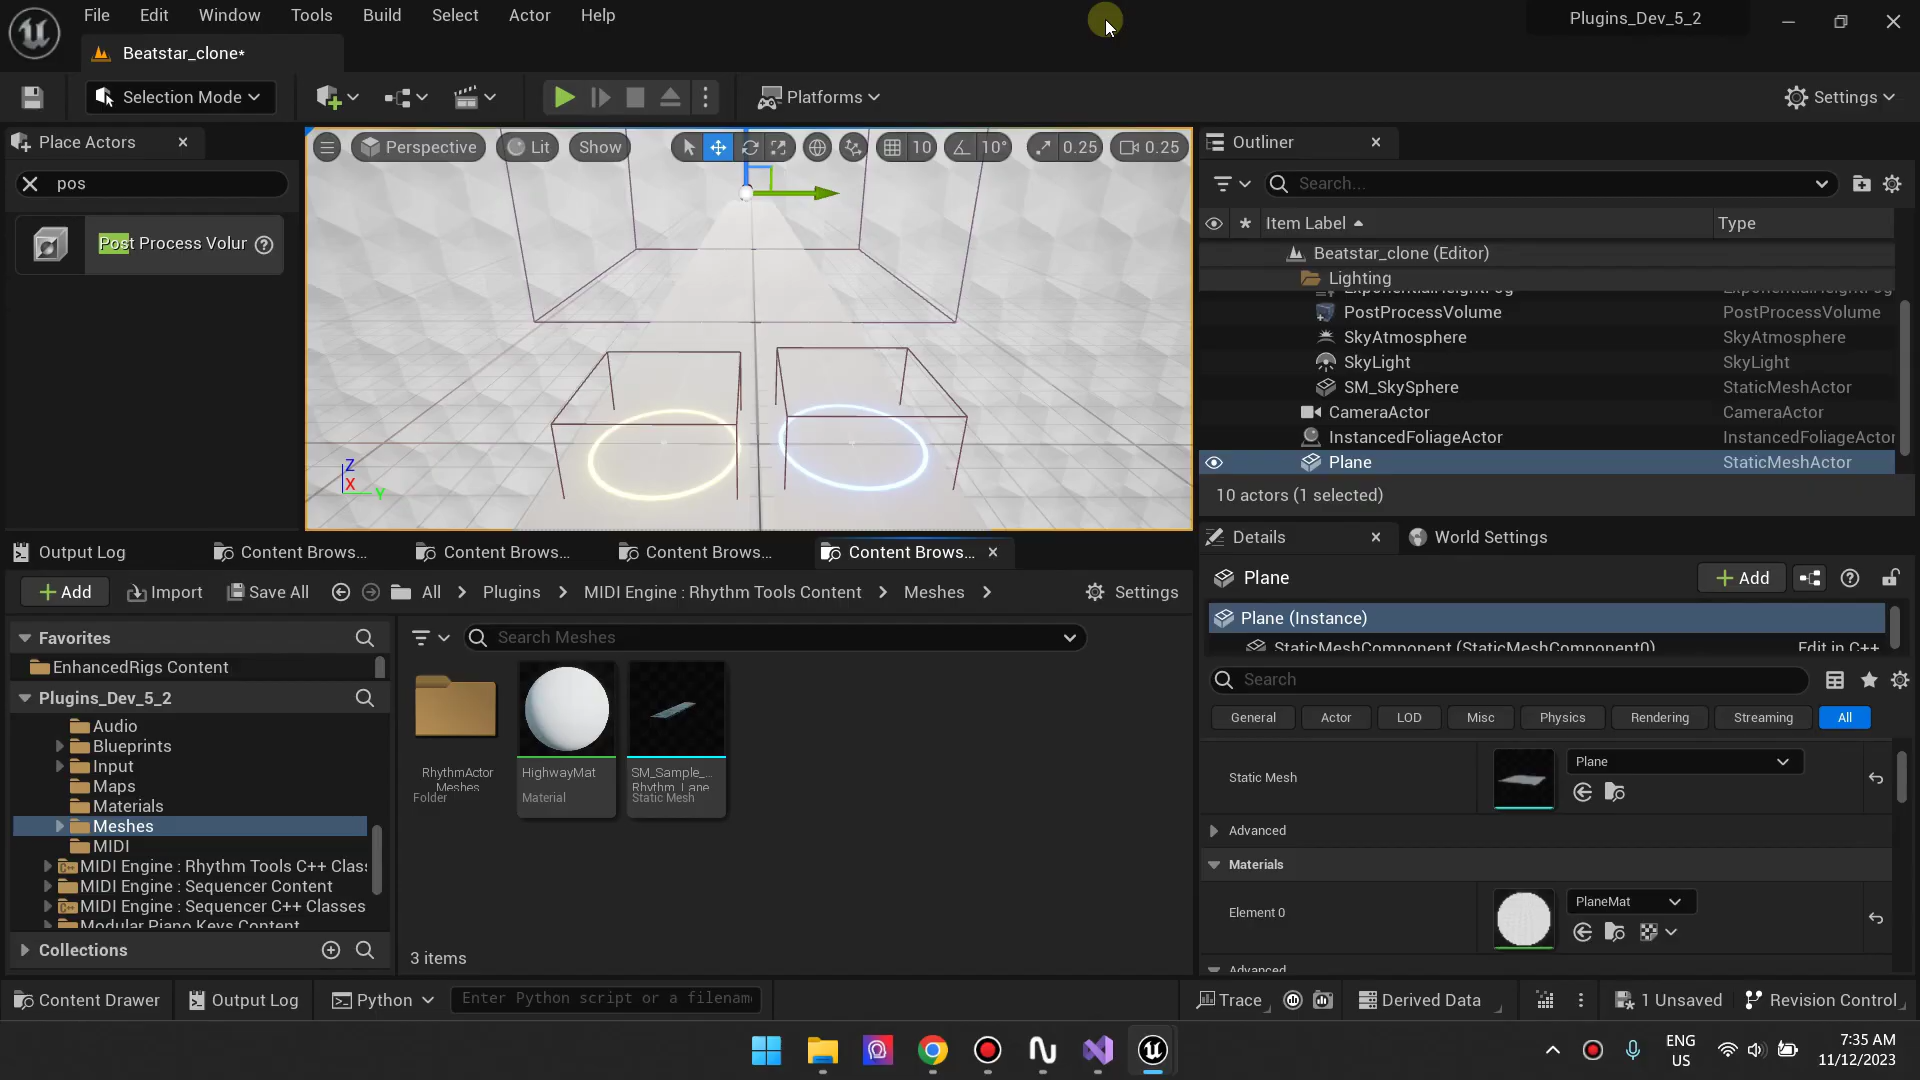 File Edit Window Tools Build Select Actor Help
Plugins_Dev_5_2
Beatstar_clone*
Selection Mode
Platforms
Settings
Place Actors
pos
Post Process Volur
Perspective Lit Show 10 10° 0.25 0.25
Z
X
Y
Outliner
Search...
Item Label Type
Beatstar_clone (Editor)
Lighting
PostProcessVolume PostProcessVolume
SkyAtmosphere SkyAtmosphere
SkyLight SkyLight
SM_SkySphere StaticMeshActor
CameraActor CameraActor
InstancedFoliageActor InstancedFoliageActor
Plane StaticMeshActor
10 actors (1 selected)
Output Log Content Brows... Content Brows... Content Brows... Content Brows...
Add Import Save All All Plugins MIDI Engine : Rhythm Tools Content Meshes Settings
Favorites
EnhancedRigs Content
Plugins_Dev_5_2
Audio
Blueprints
Input
Maps
Materials
Meshes
MIDI
MIDI Engine : Rhythm Tools C++ Clas
MIDI Engine : Sequencer Content
MIDI Engine : Sequencer C++ Classes
Modular Piano Keys Content
Collections
Search Meshes
RhythmActor
Meshes
Folder
HighwayMat
Material
SM_Sample_...
Rhythm_Lane
Static Mesh
3 items
Details World Settings
Plane Add
Plane (Instance)
StaticMeshComponent (StaticMeshComponent0) Edit in C++
Search
General Actor LOD Misc Physics Rendering Streaming All
Static Mesh Plane
Advanced
Materials
Element 0 PlaneMat
Advanced
Content Drawer Output Log Python Enter Python script or a filenam
Trace Derived Data 1 Unsaved Revision Control
ENG
US
7:35 AM
11/12/2023